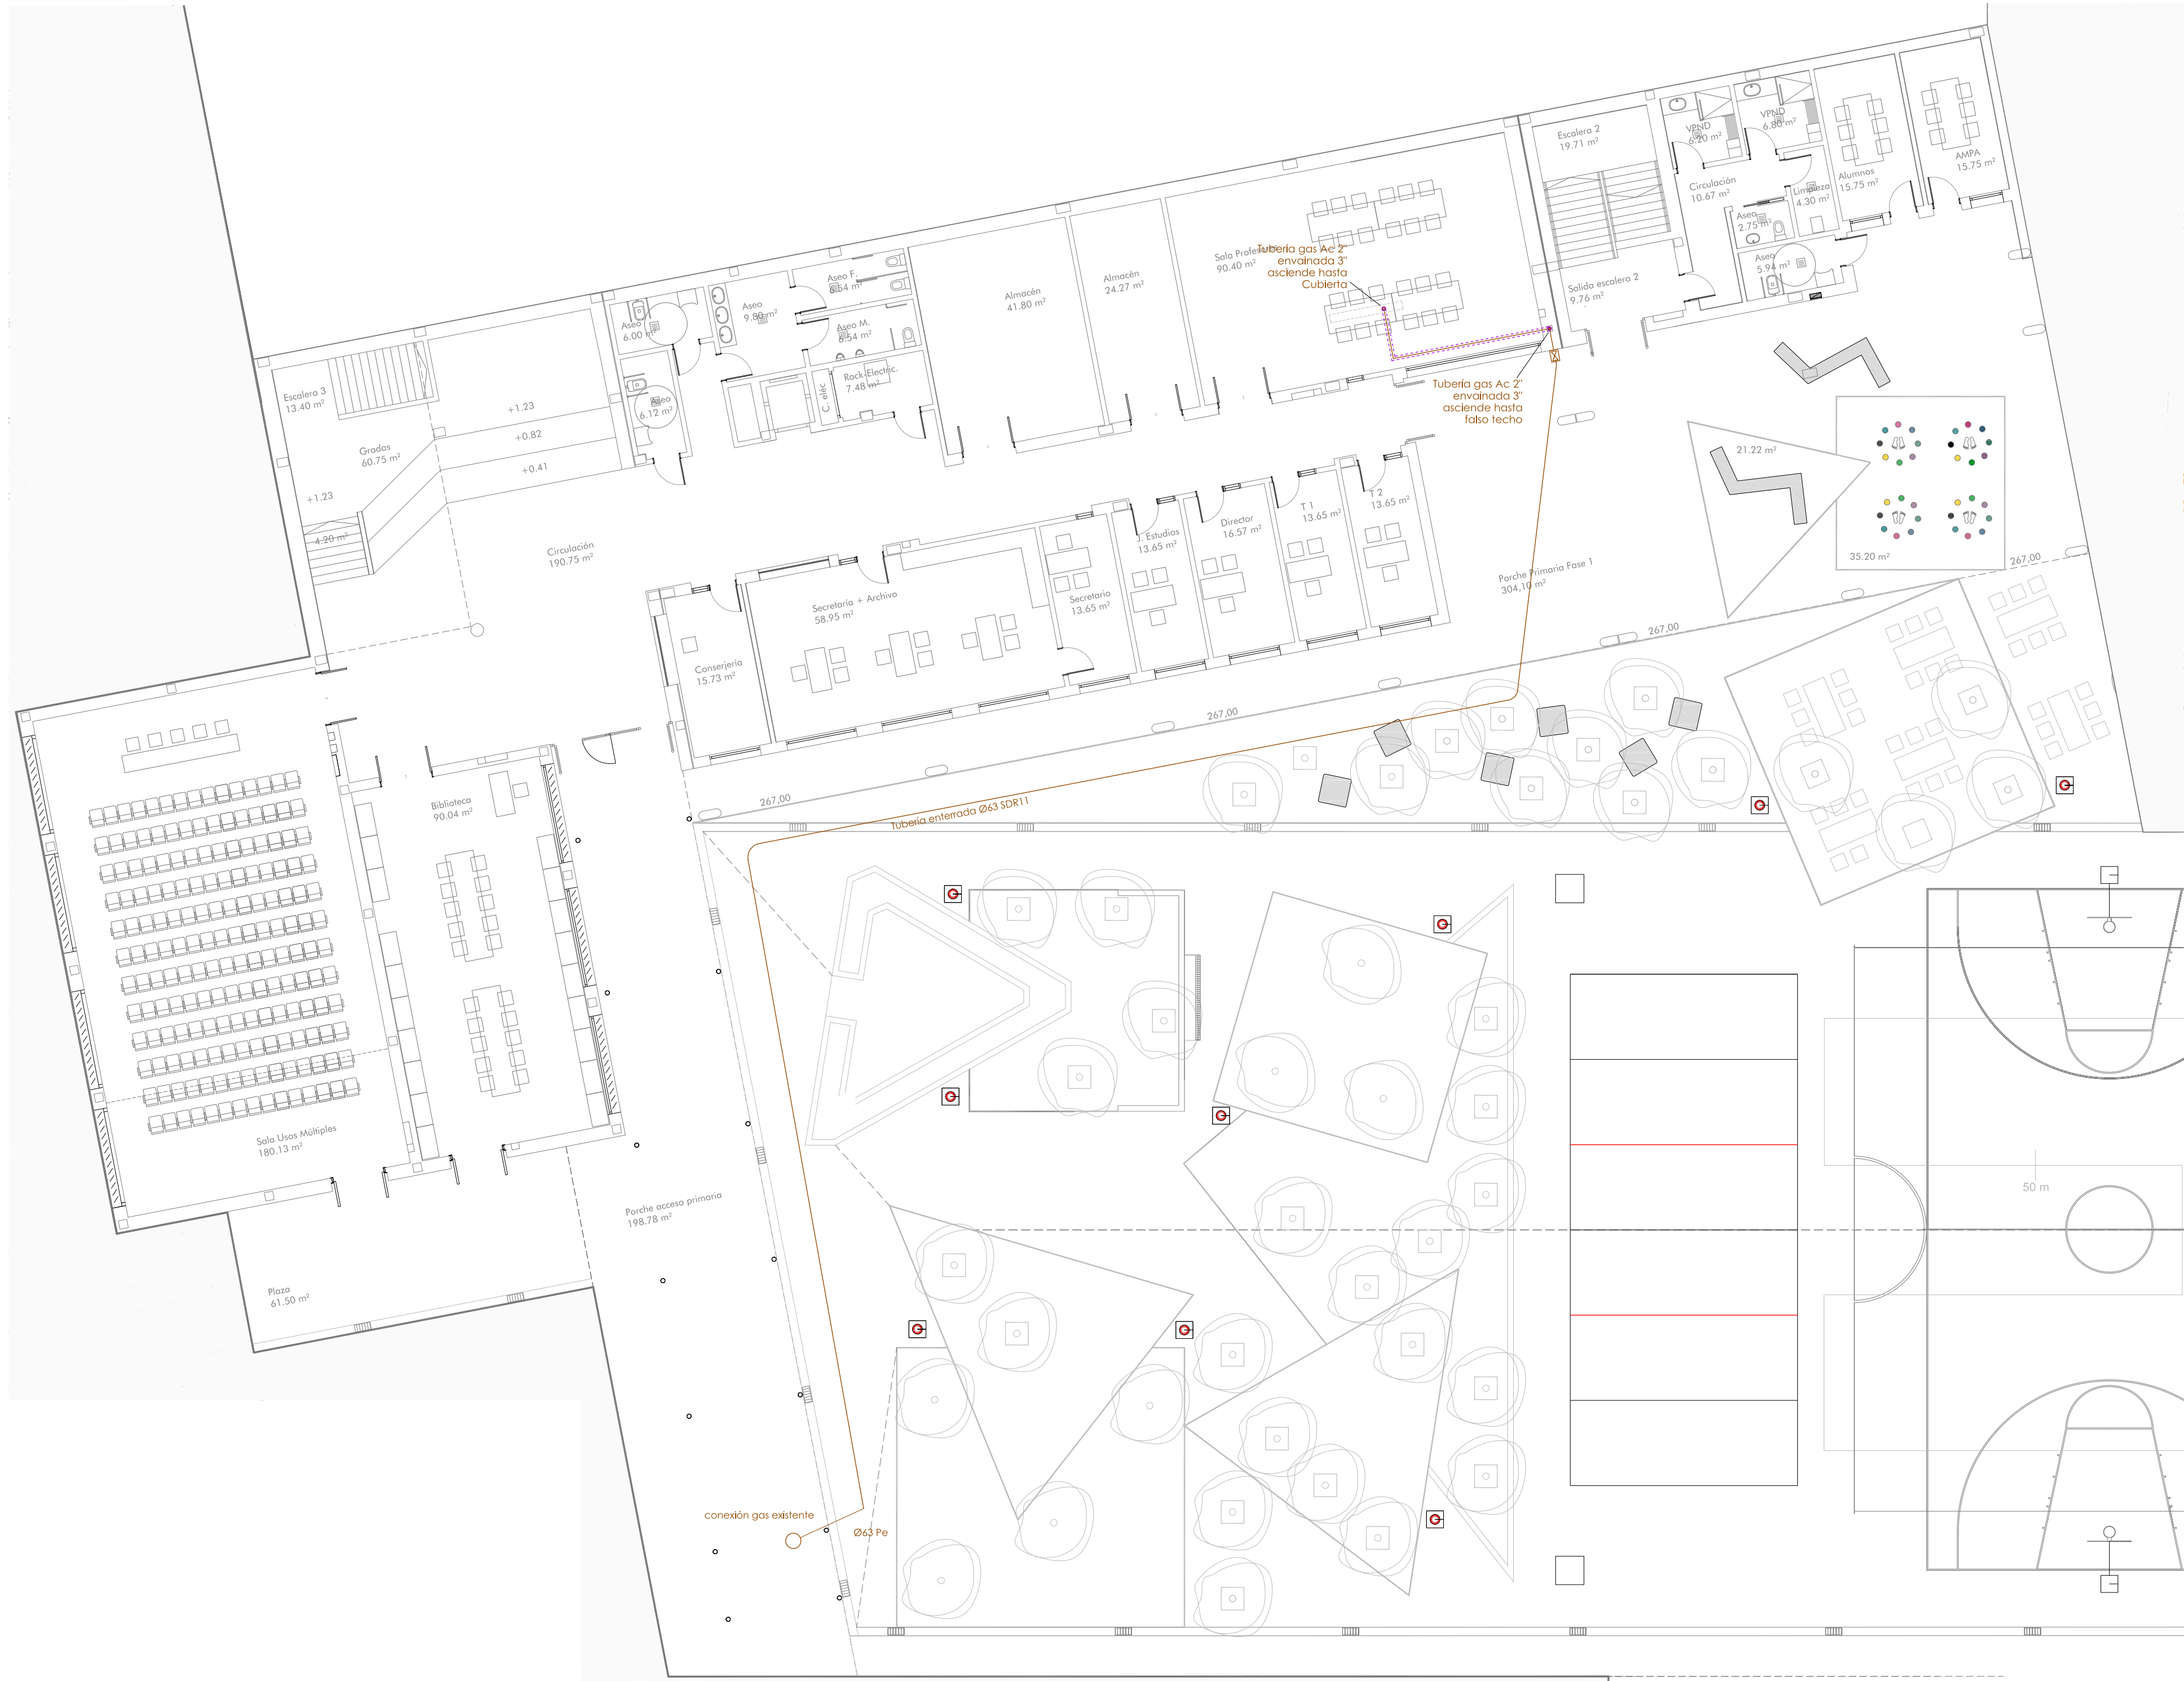 Escalera 2
19.71 m²
VPND
6.20 m²
VPND
6.80 m²
AMPA
15.75 m²
Alumnos
15.75 m²
Circulación
10.67 m²
Limpieza
4.30 m²
Aseo
2.75 m²
Aseo
5.94 m²
Salida escalera 2
9.76 m²
Sala Profesores
90.40 m²
Tubería gas Ac 2"
envainada 3"
asciende hasta
Cubierta
Almacén
24.27 m²
Almacén
41.80 m²
Aseo F.
6.54 m²
Aseo
9.80 m²
Aseo M.
6.54 m²
Aseo
6.00 m²
Rack-Electric.
7.48 m²
C. eléc.
Aseo
6.12 m²
Escalera 3
13.40 m²
Gradas
60.75 m²
+1.23
+0.82
+0.41
+1.23
4.20 m²
Tubería gas Ac 2"
envainada 3"
asciende hasta
falso techo
21.22 m²
35.20 m²
Circulación
190.75 m²
T 2
13.65 m²
T 1
13.65 m²
Director
16.57 m²
J. Estudios
13.65 m²
Secretario
13.65 m²
Secretaría + Archivo
58.95 m²
Conserjería
15.73 m²
Porche Primaria Fase 1
304,10 m²
267,00
267,00
267,00
267,00
Tubería enterrada Ø63 SDR11
Biblioteca
90.04 m²
Sala Usos Múltiples
180.13 m²
Porche acceso primaria
198.78 m²
Plaza
61.50 m²
50 m
conexión gas existente
Ø63 Pe